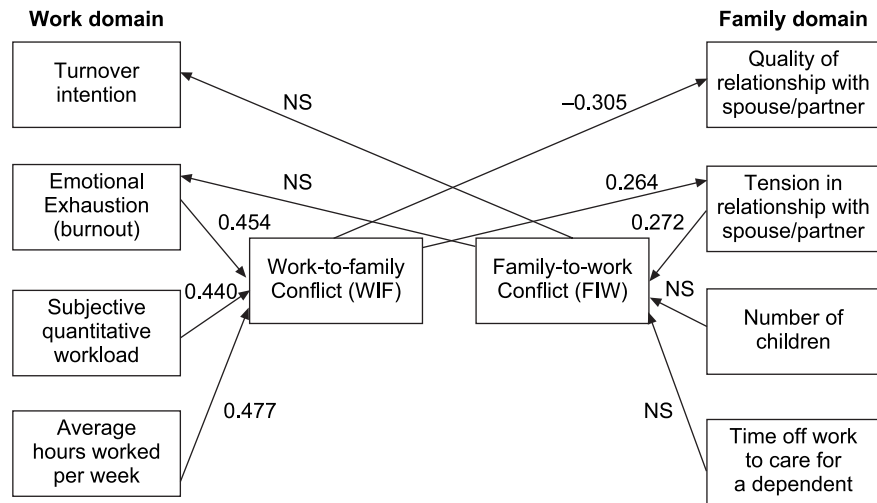 Work domain
Family domain
Turnover
intention
Quality of
relationship with
spouse/partner
NS
–0.305
Emotional
Exhaustion
(burnout)
NS
0.264
Tension in
relationship with
spouse/partner
0.454
0.272
Work-to-family
Conflict (WIF)
Family-to-work
Conflict (FIW)
0.440
NS
Subjective
quantitative
workload
Number of
children
0.477
NS
Average
hours worked
per week
Time off work
to care for
a dependent